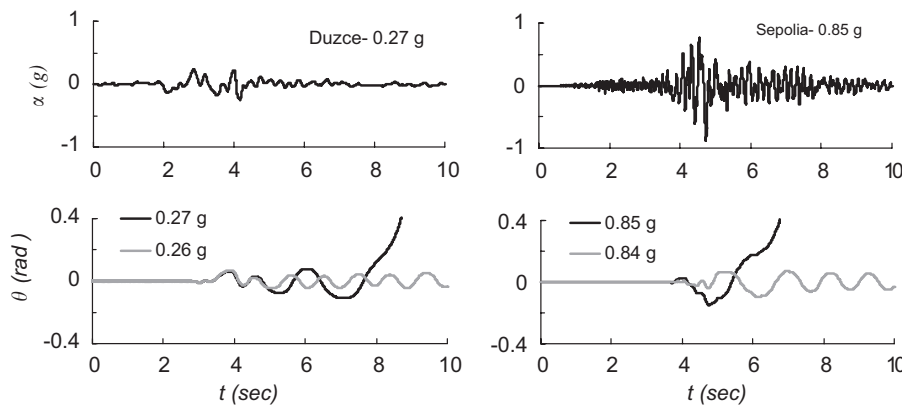 1
0
-1
α (g)
Duzce- 0.27 g
0 2 4 6 8 10
1
0
-1
Sepolia- 0.85 g
0 2 4 6 8 10
0.4
0
-0.4
θ (rad )
0.27 g
0.26 g
0 2 4 6 8 10
t (sec)
0.4
0
-0.4
0.85 g
0.84 g
0 2 4 6 8 10
t (sec)